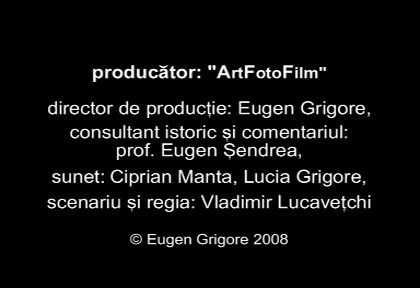 producător: "ArtFotoFilm"
director de producție: Eugen Grigore,
consultant istoric și comentariul:
prof. Eugen Șendrea,
sunet: Ciprian Manta, Lucia Grigore,
scenariu și regia: Vladimir Lucavețchi
© Eugen Grigore 2008